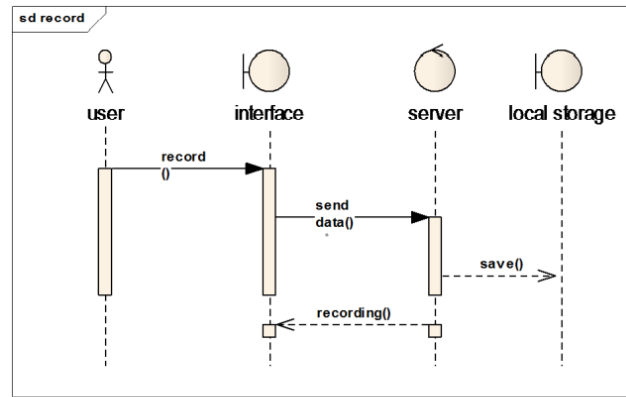 sd record
user
interface
server
local storage
record
()
send
data()
save()
recording()